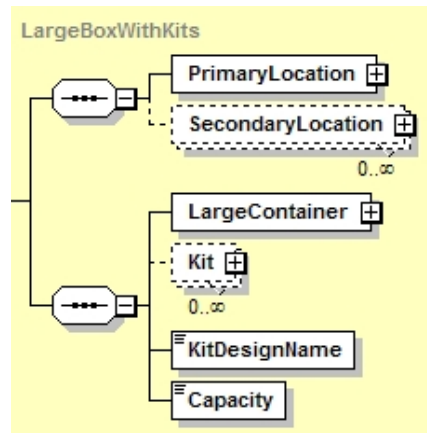 LargeBoxWithKits
PrimaryLocation
SecondaryLocation
0..∞
LargeContainer
Kit
0..∞
KitDesignName
Capacity